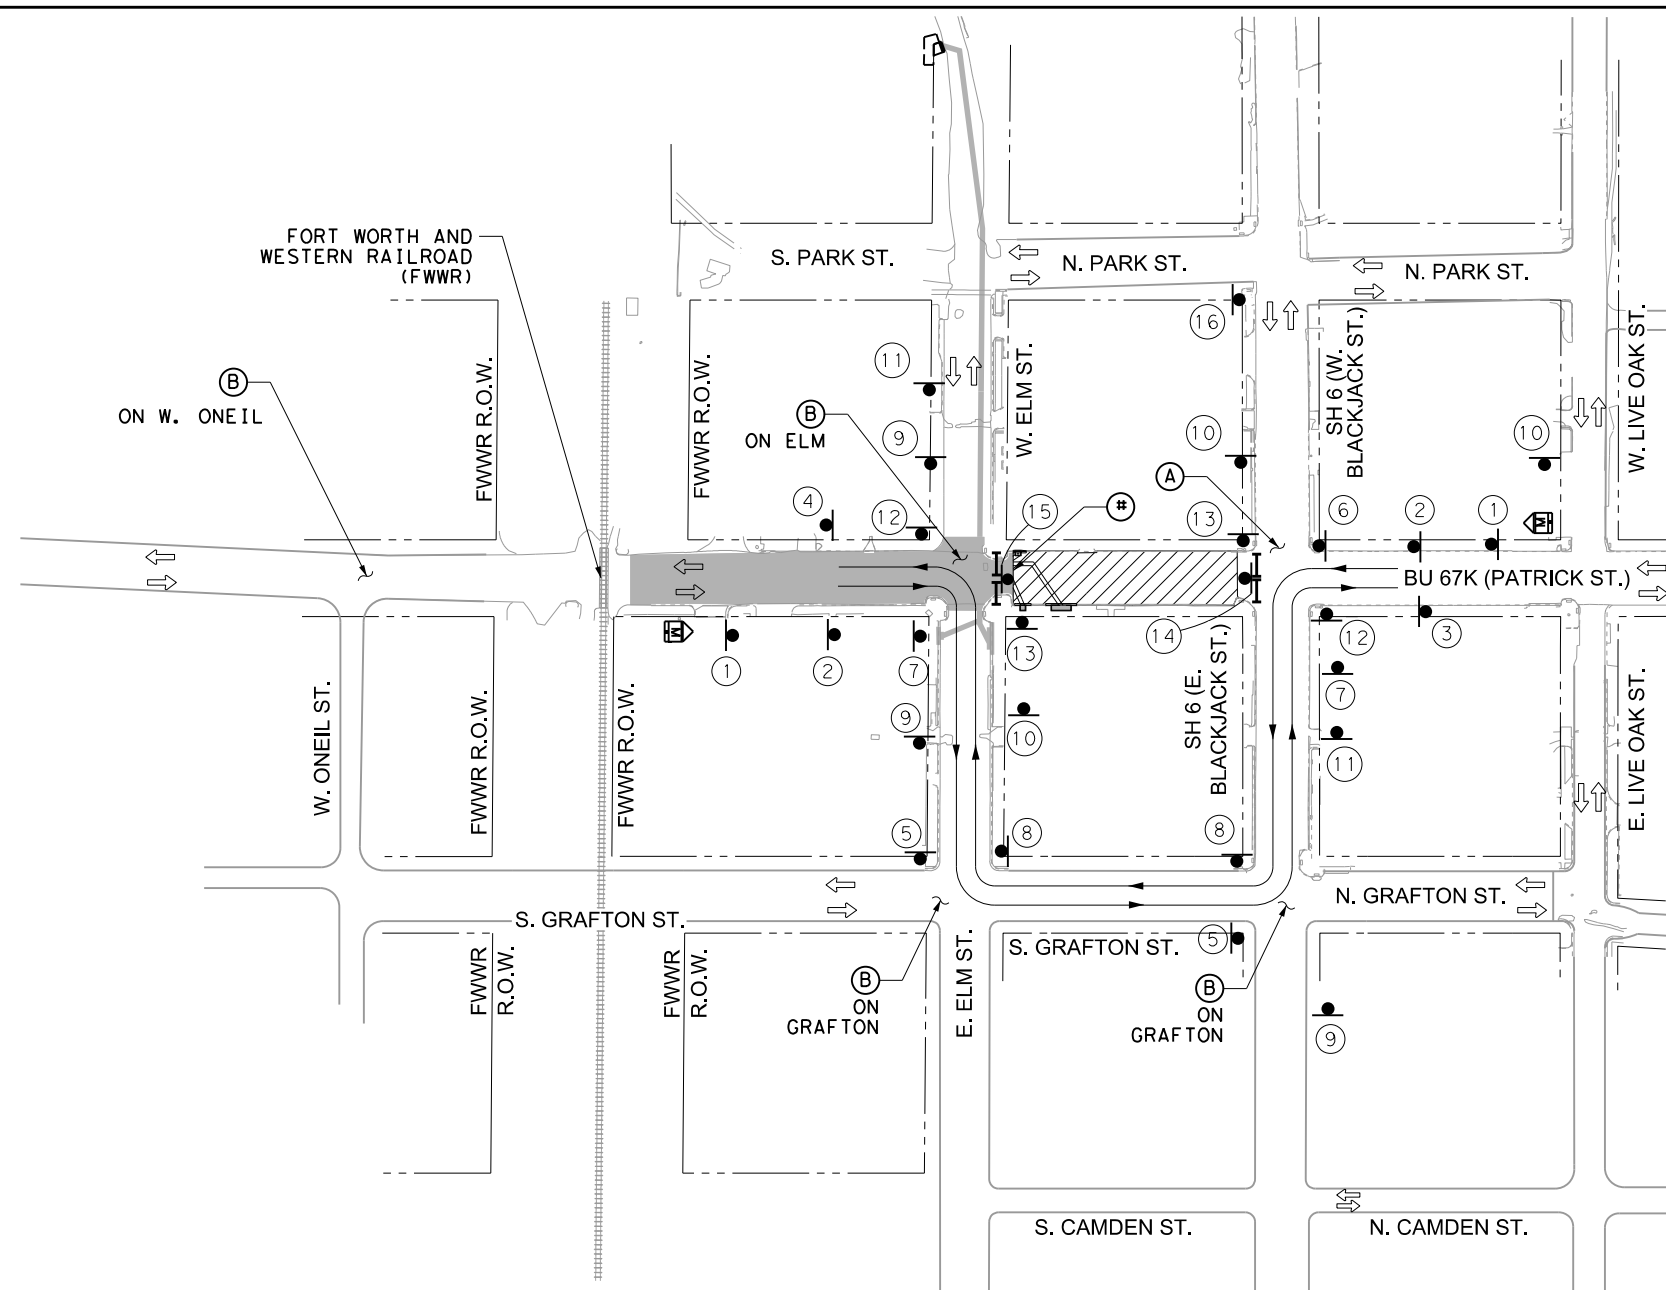 FORT WORTH AND
WESTERN RAILROAD
(FWWR)
S. PARK ST.
N. PARK ST.
N. PARK ST.
16
11
B
ON W. ONEIL
FWWR R.O.W.
FWWR R.O.W.
B
ON ELM
9
W. ELM ST.
10
SH 6 (W.
BLACKJACK ST.)
10
W. LIVE OAK ST.
4
12
15
#
A
13
6
2
1
M
BU 67K (PATRICK ST.)
M
1
2
7
13
14
12
3
W. ONEIL ST.
FWWR R.O.W.
FWWR R.O.W.
9
10
SH 6 (E.
BLACKJACK ST.)
7
11
E. LIVE OAK ST.
5
8
8
N. GRAFTON ST.
S. GRAFTON ST.
S. GRAFTON ST.
5
FWWR
R.O.W.
FWWR
R.O.W.
B
ON
GRAFTON
E. ELM ST.
B
ON
GRAFTON
9
S. CAMDEN ST.
N. CAMDEN ST.